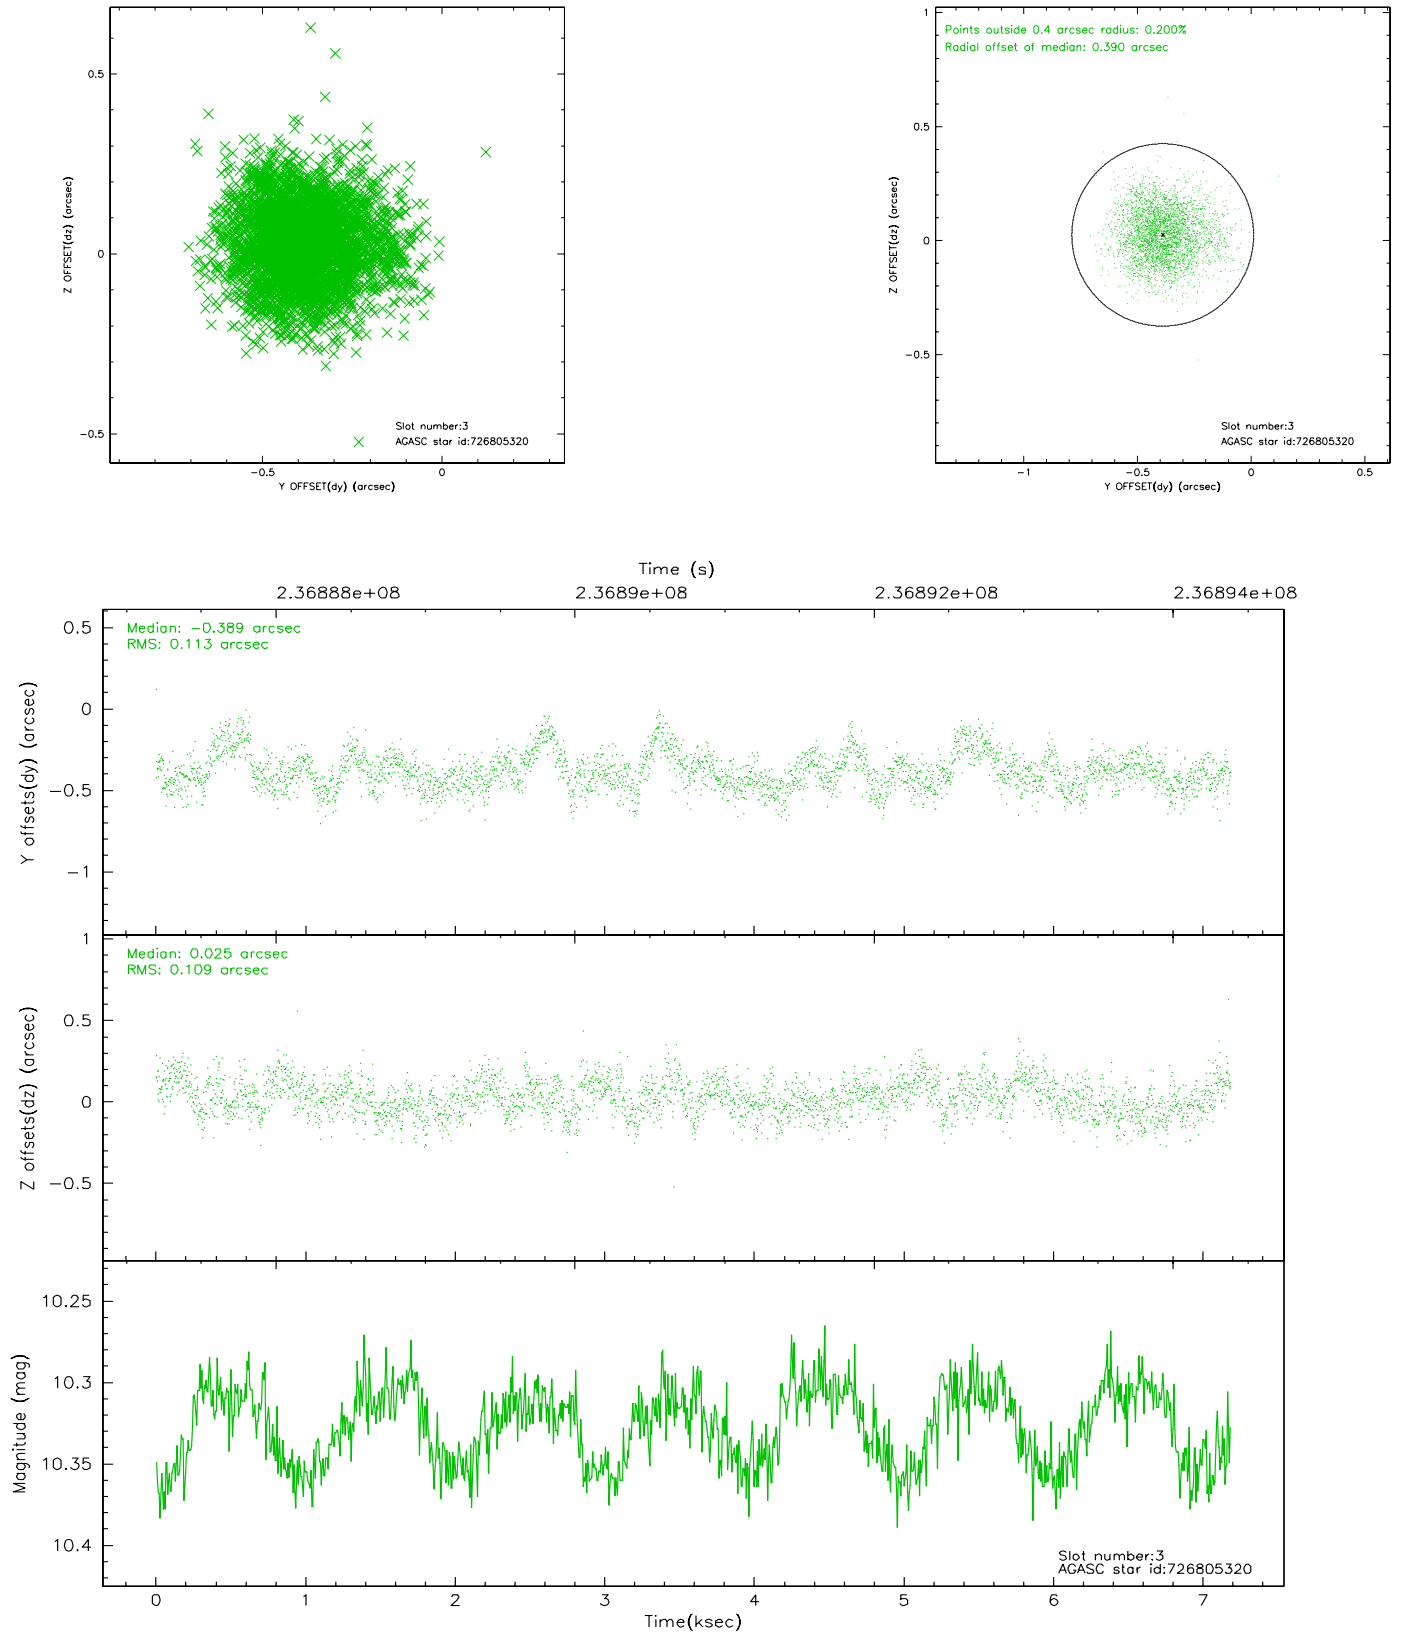 0.5
0
−0.5
Z OFFSET(dz) (arcsec)
Slot number:3
AGASC star id:726805320
−0.5
0
Y OFFSET(dy) (arcsec)
1
0.5
0
−0.5
Z OFFSET(dz) (arcsec)
Points outside 0.4 arcsec radius: 0.200%
Radial offset of median: 0.390 arcsec
Slot number:3
AGASC star id:726805320
−1
−0.5
0
0.5
Y OFFSET(dy) (arcsec)
Time (s)
2.36888e+08
2.3689e+08
2.36892e+08
2.36894e+08
0.5
0
−0.5
−1
Y offsets(dy) (arcsec)
Median: −0.389 arcsec
RMS: 0.113 arcsec
1
0.5
0
−0.5
Z offsets(dz) (arcsec)
Median: 0.025 arcsec
RMS: 0.109 arcsec
10.25
10.3
10.35
10.4
Magnitude (mag)
Slot number:3
AGASC star id:726805320
0
1
2
3
4
5
6
7
Time(ksec)